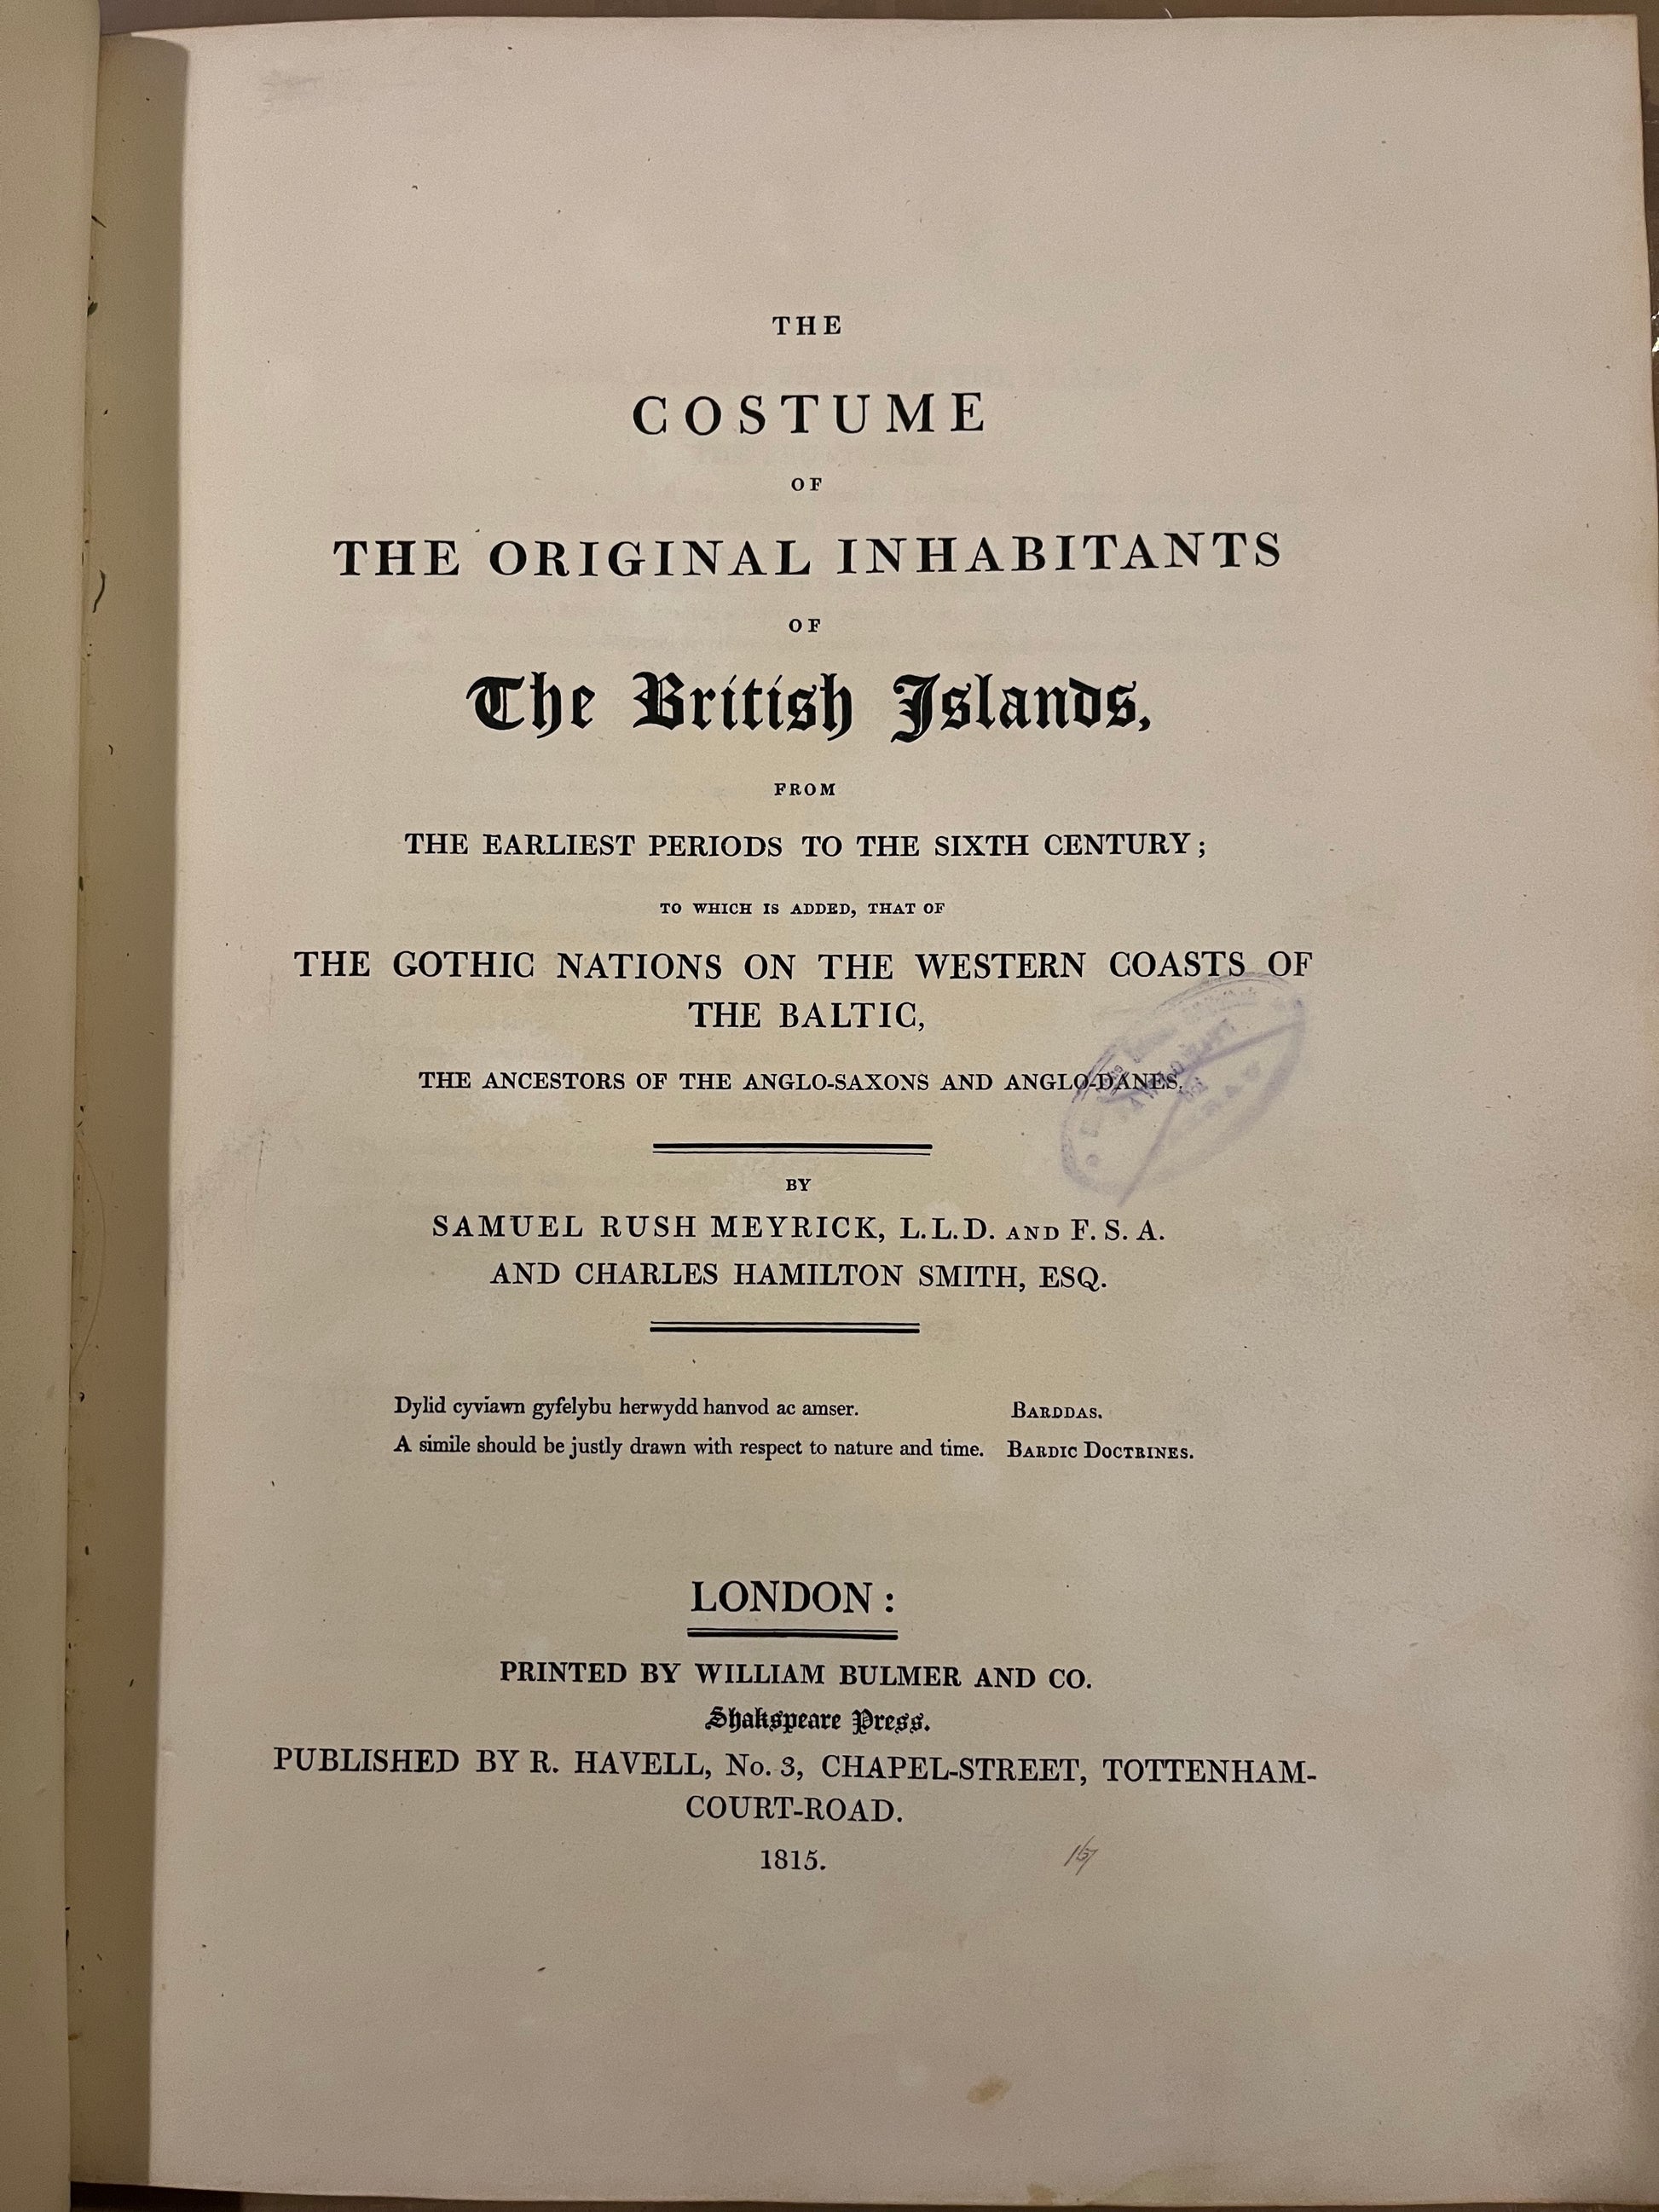 THE
COSTUME
OF
THE ORIGINAL INHABITANTS
OF
The British Islands,
FROM
THE EARLIEST PERIODS TO THE SIXTH CENTURY;
TO WHICH IS ADDED, THAT OF
THE GOTHIC NATIONS ON THE WESTERN COASTS OF
THE BALTIC,
THE ANCESTORS OF THE ANGLO-SAXONS AND ANGLO-DANES.
BY
SAMUEL RUSH MEYRICK, L.L.D. AND F.S.A.
AND CHARLES HAMILTON SMITH, ESQ.
Dylid cyviawn gyfelybu herwydd hanvod ac amser. BARDDAS.
A simile should be justly drawn with respect to nature and time. BARDIC DOCTRINES.
LONDON:
PRINTED BY WILLIAM BULMER AND CO.
Shakspeare Press.
PUBLISHED BY R. HAVELL, No. 3, CHAPEL-STREET, TOTTENHAM-
COURT-ROAD.
1815.